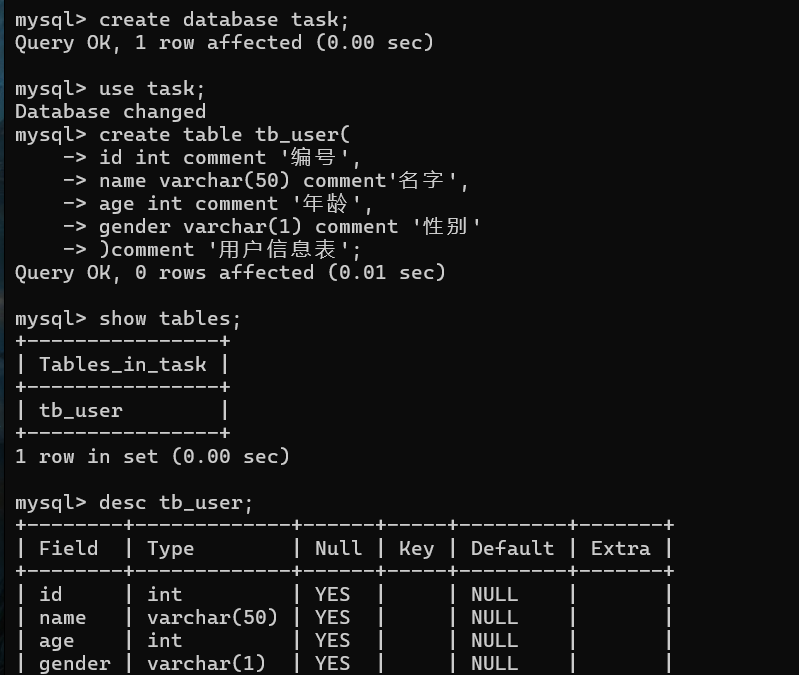 mysql> create database task;
Query OK, 1 row affected (0.00 sec)

mysql> use task;
Database changed
mysql> create table tb_user(
    -> id int comment '编号',
    -> name varchar(50) comment'名字',
    -> age int comment '年龄',
    -> gender varchar(1) comment '性别'
    -> )comment '用户信息表';
Query OK, 0 rows affected (0.01 sec)

mysql> show tables;
+----------------+
| Tables_in_task |
+----------------+
| tb_user        |
+----------------+
1 row in set (0.00 sec)

mysql> desc tb_user;
+--------+-------------+------+-----+---------+-------+
| Field  | Type        | Null | Key | Default | Extra |
+--------+-------------+------+-----+---------+-------+
| id     | int         | YES  |     | NULL    |       |
| name   | varchar(50) | YES  |     | NULL    |       |
| age    | int         | YES  |     | NULL    |       |
| gender | varchar(1)  | YES  |     | NULL    |       |